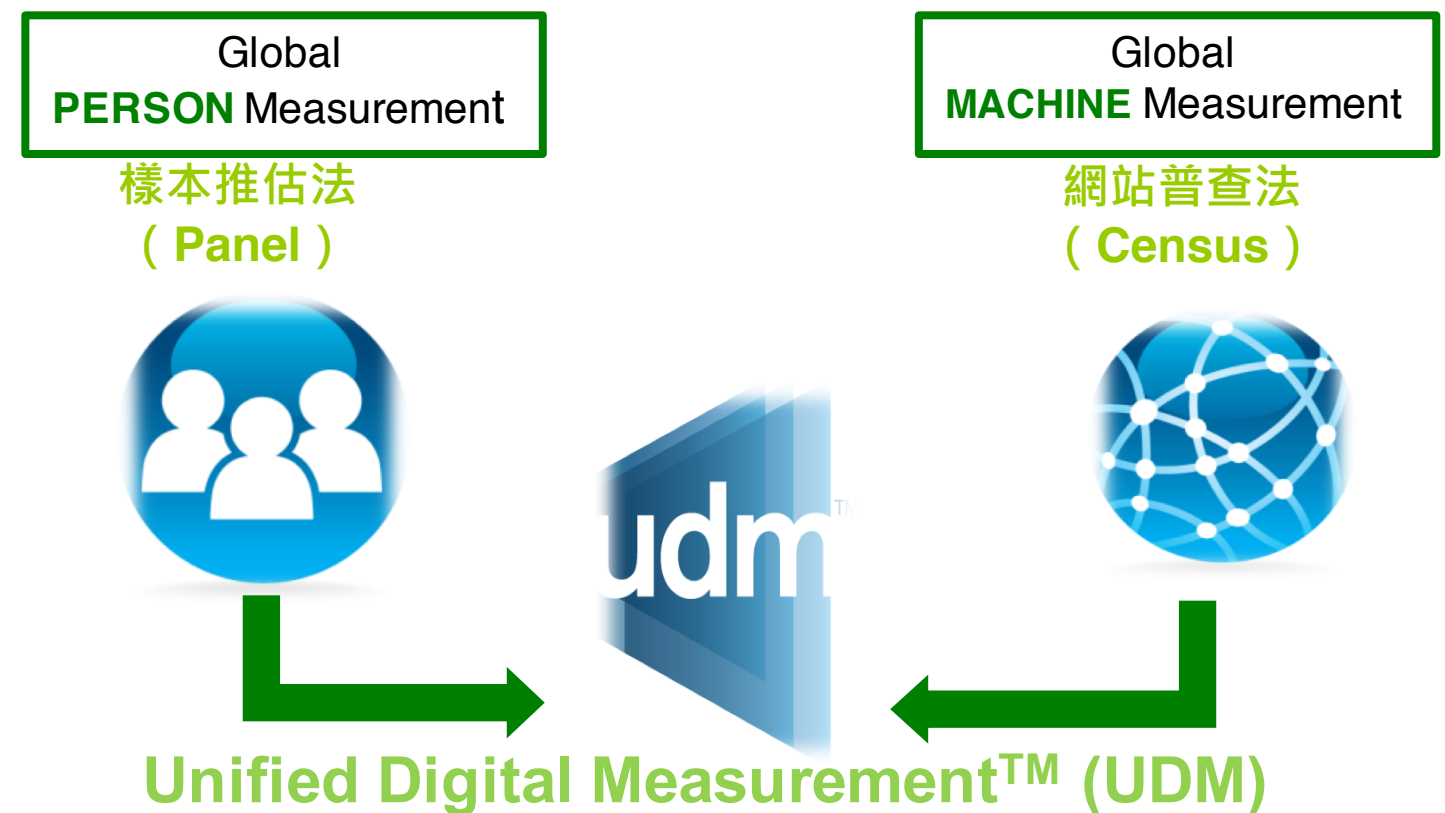 Global
PERSON Measurement
樣本推估法
（Panel）
Global
MACHINE Measurement
網站普查法
（Census）
udm™
Unified Digital Measurement™ (UDM)